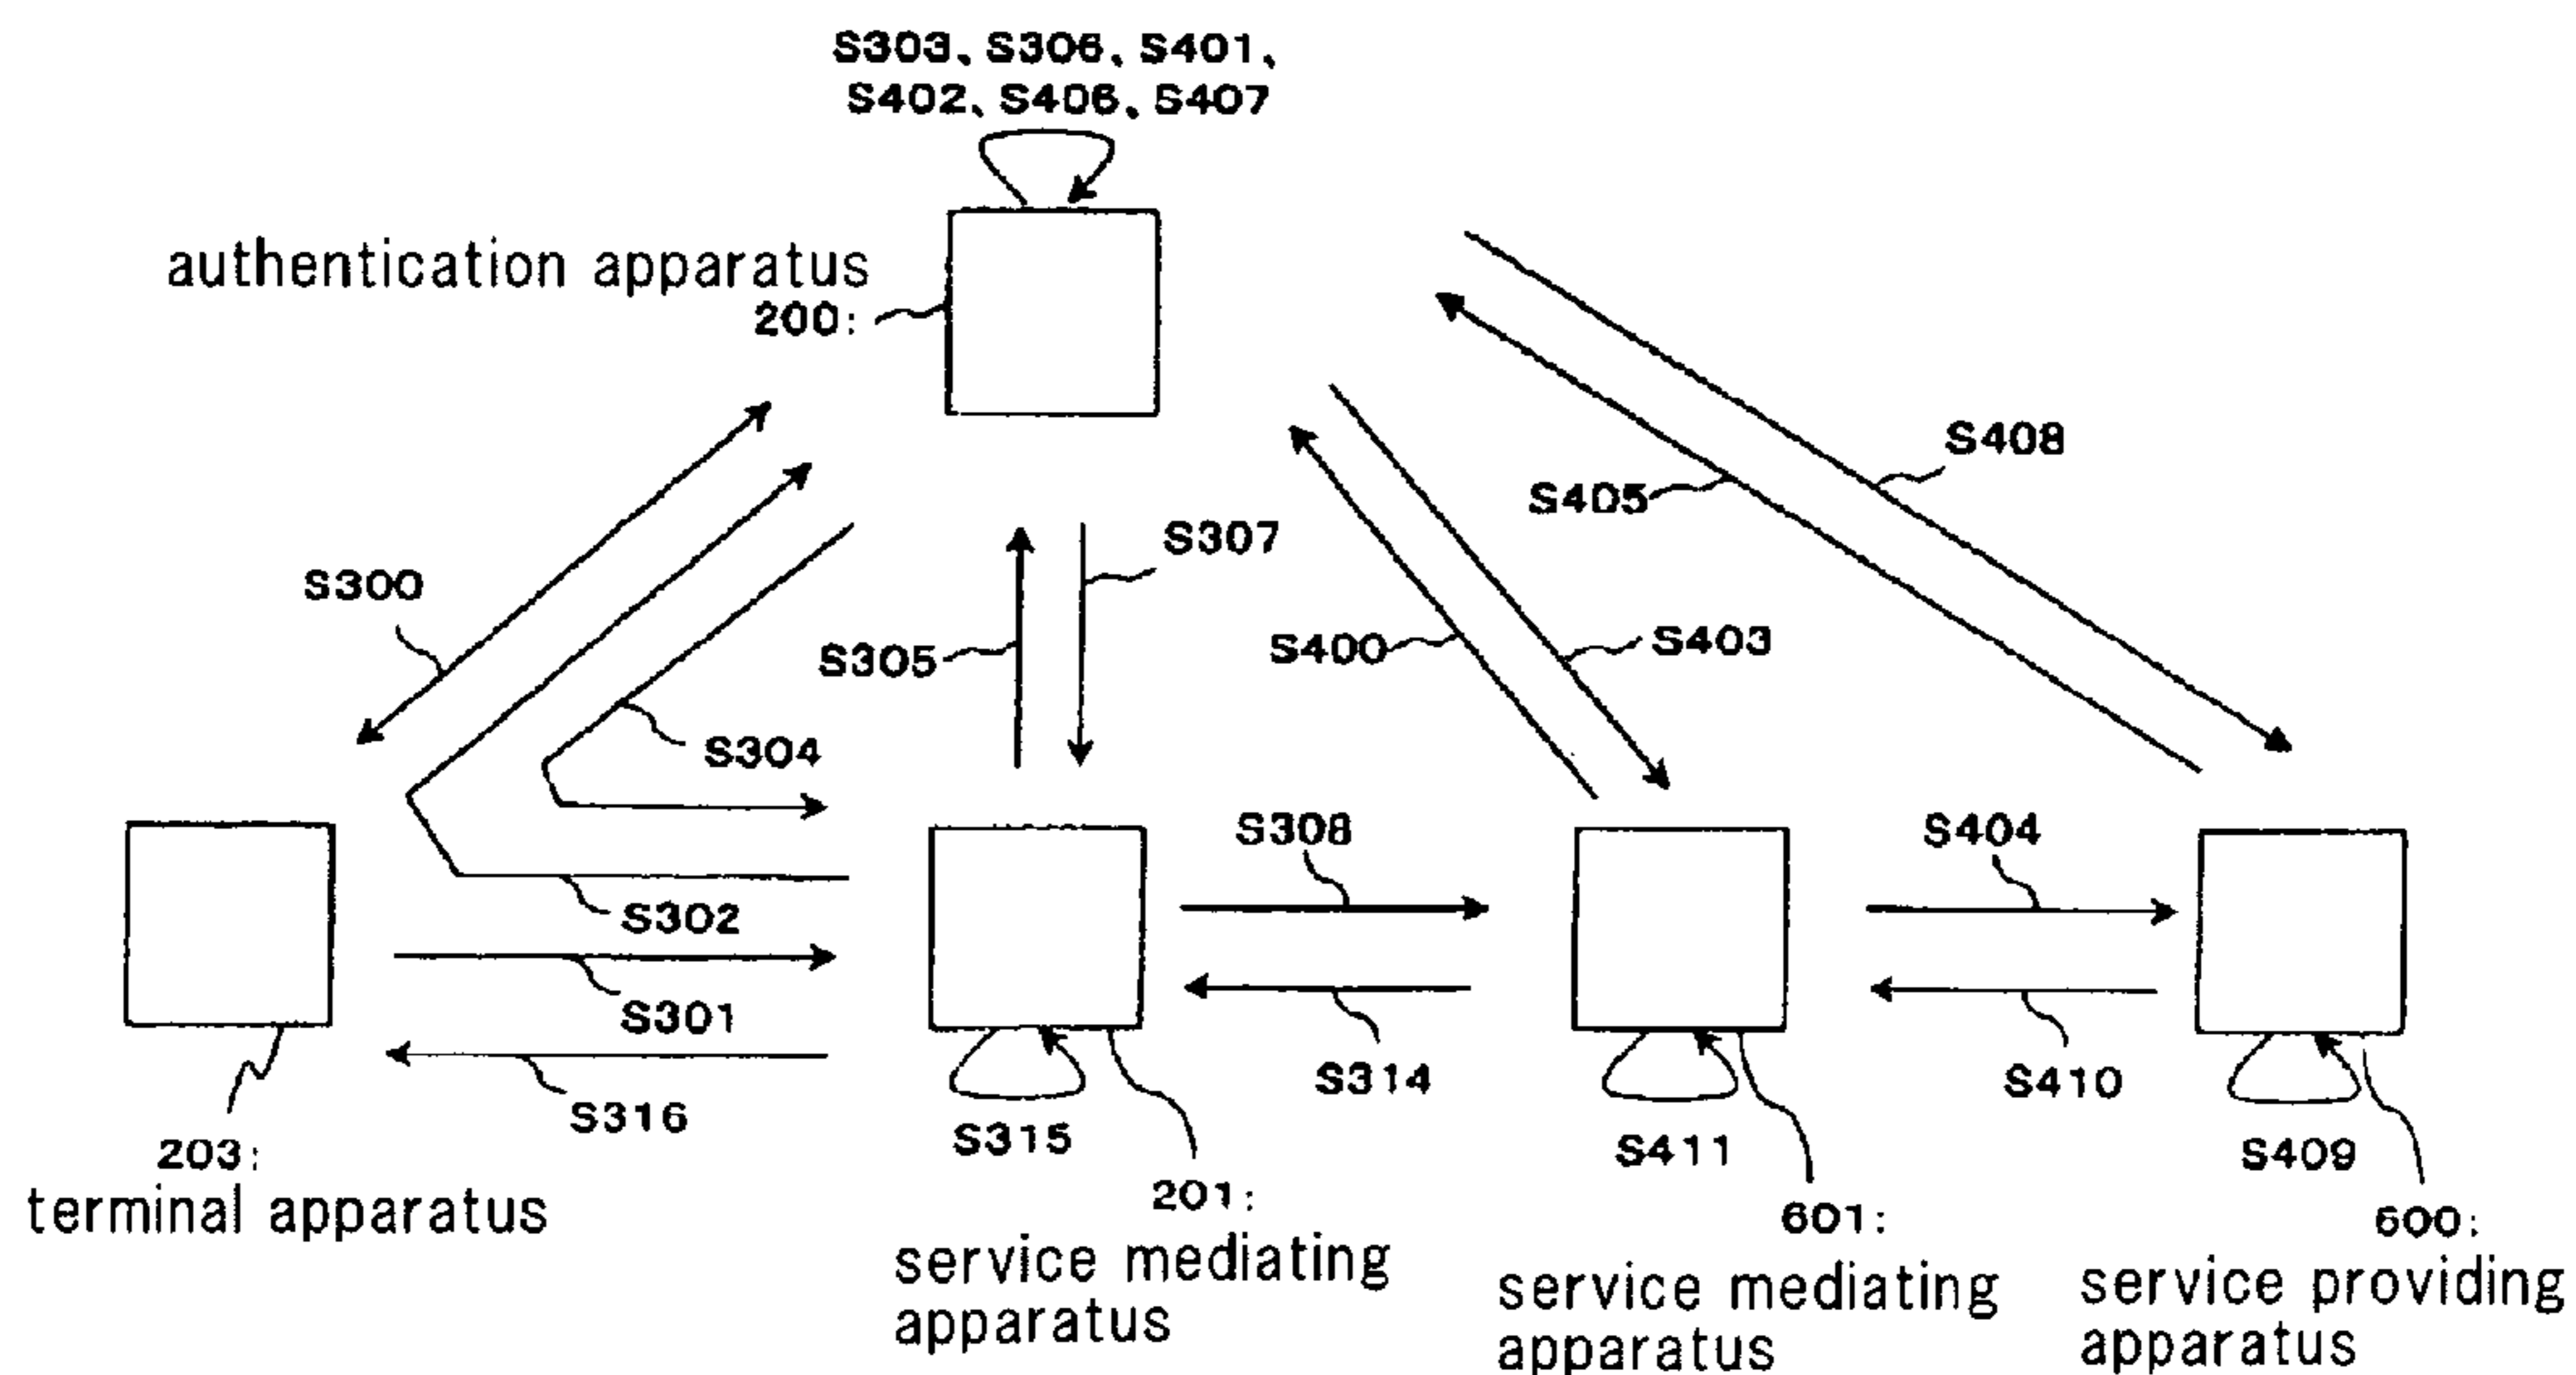 S303、S306、S401、
S402、S406、S407
authentication apparatus
200:
S408
S405
S307
S300
S305
S400
S403
S304
S308
S404
S302
S301
S314
S410
S316
S315
S411
S409
203:
terminal apparatus
201:
service mediating
apparatus
601:
service mediating
apparatus
600:
service providing
apparatus